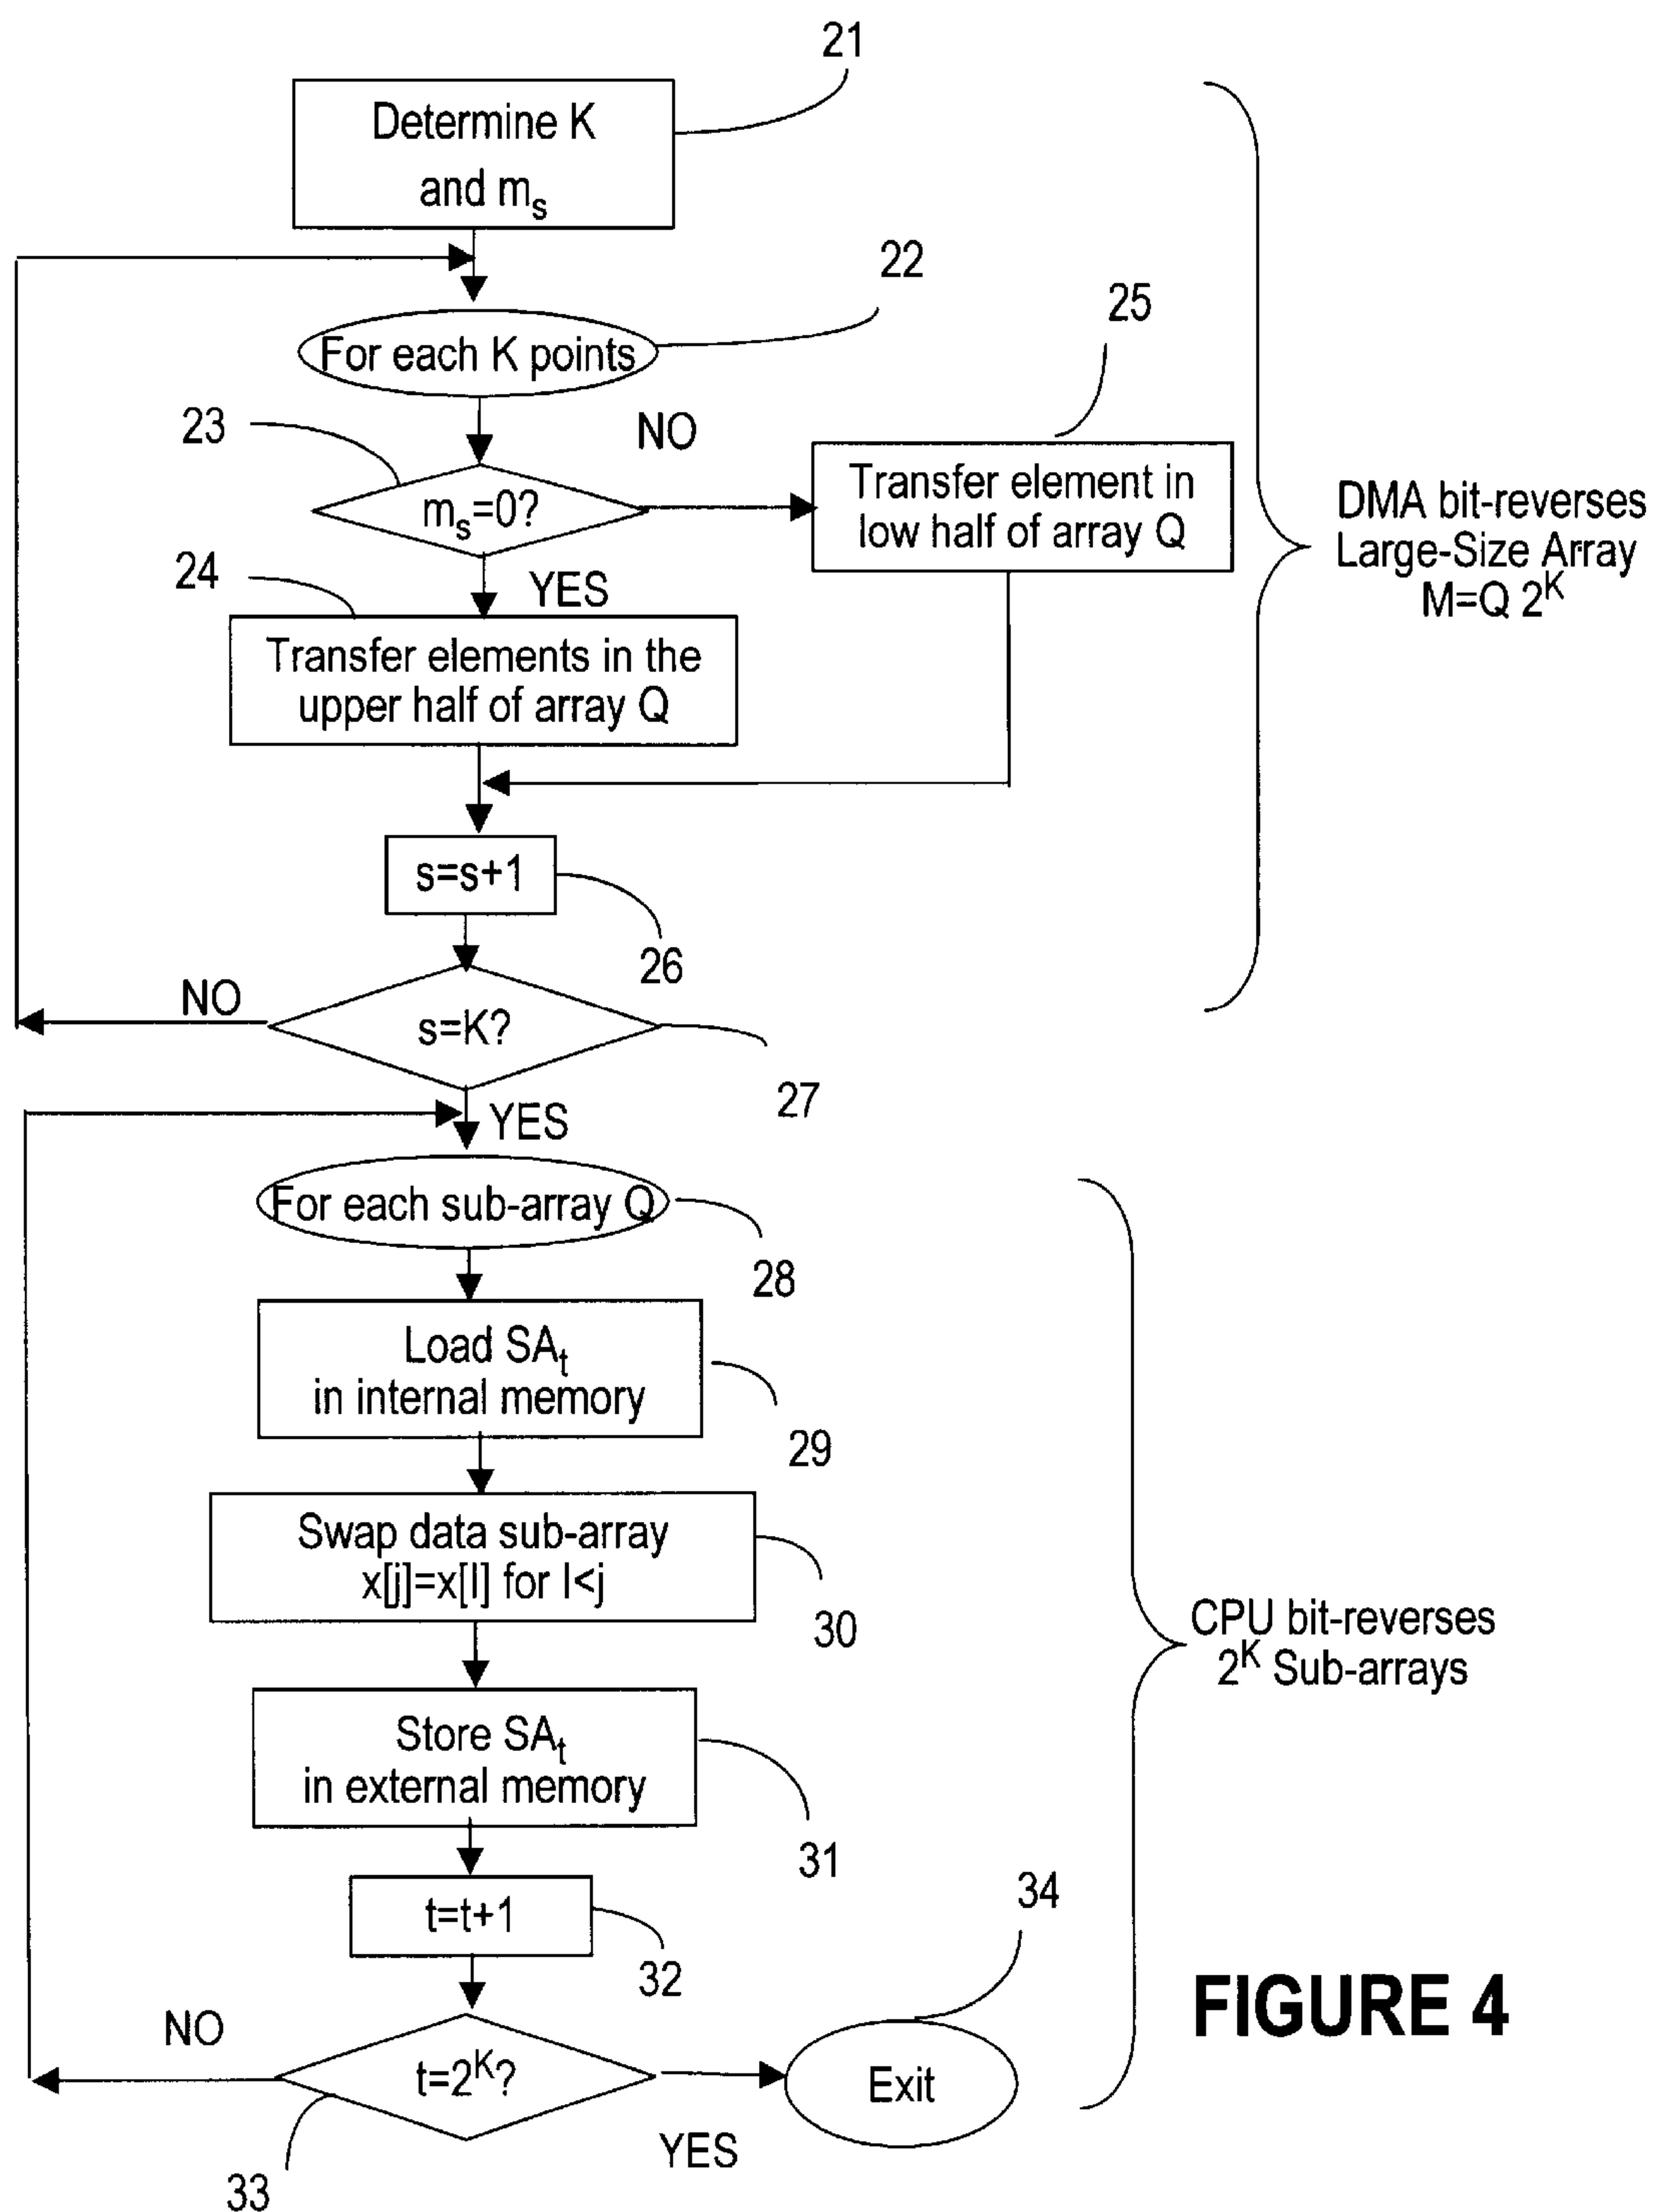 21
Determine K
and mₛ
22
For each K points
25
23
NO
mₛ=0?
Transfer element in
low half of array Q
DMA bit-reverses
Large-Size Array
M=Q 2ᴷ
24
YES
Transfer elements in the
upper half of array Q
s=s+1
26
NO
s=K?
27
YES
For each sub-array Q
28
Load SAₜ
in internal memory
29
Swap data sub-array
x[j]=x[I] for I<j
30
CPU bit-reverses
2ᴷ Sub-arrays
Store SAₜ
in external memory
31
34
t=t+1
32
FIGURE 4
NO
t=2ᴷ?
Exit
YES
33